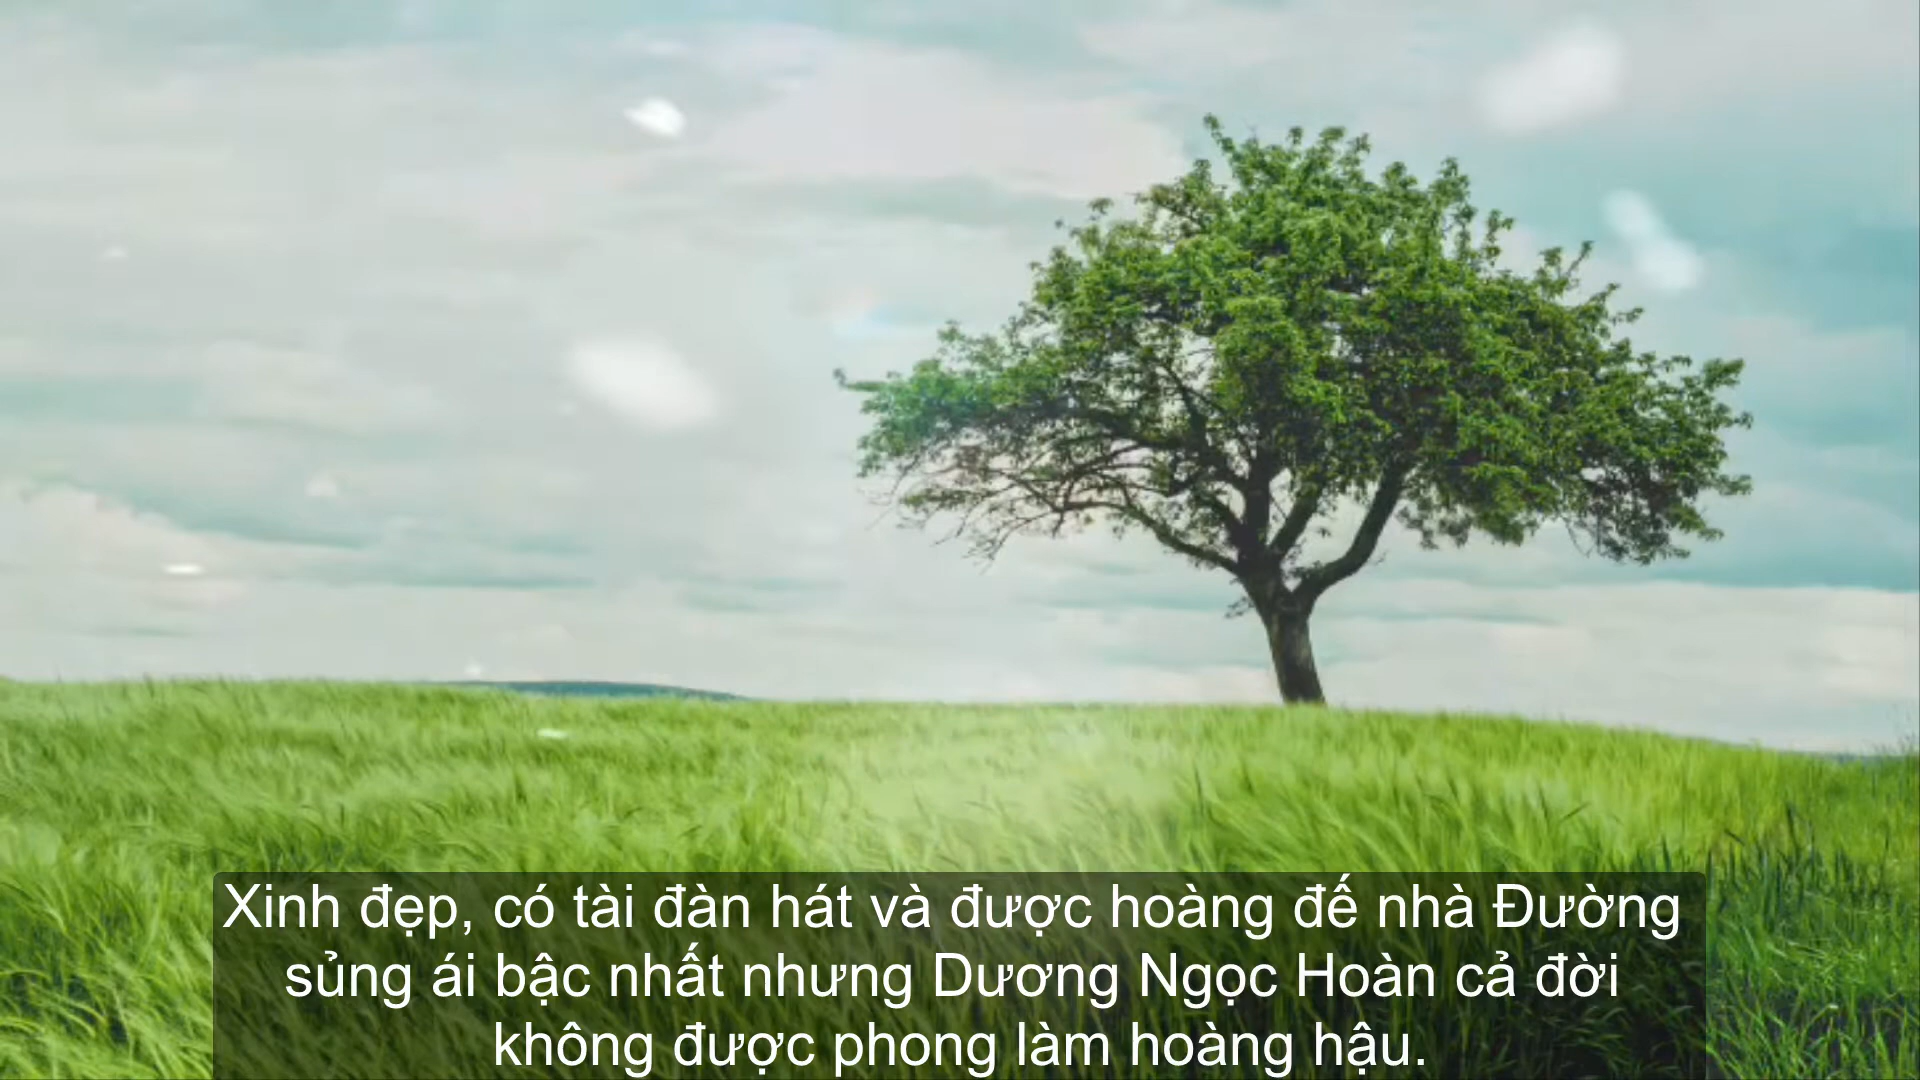 Xinh đẹp, có tài đàn hát và được hoàng đế nhà Đường
sủng ái bậc nhất nhưng Dương Ngọc Hoàn cả đời
không được phong làm hoàng hậu.